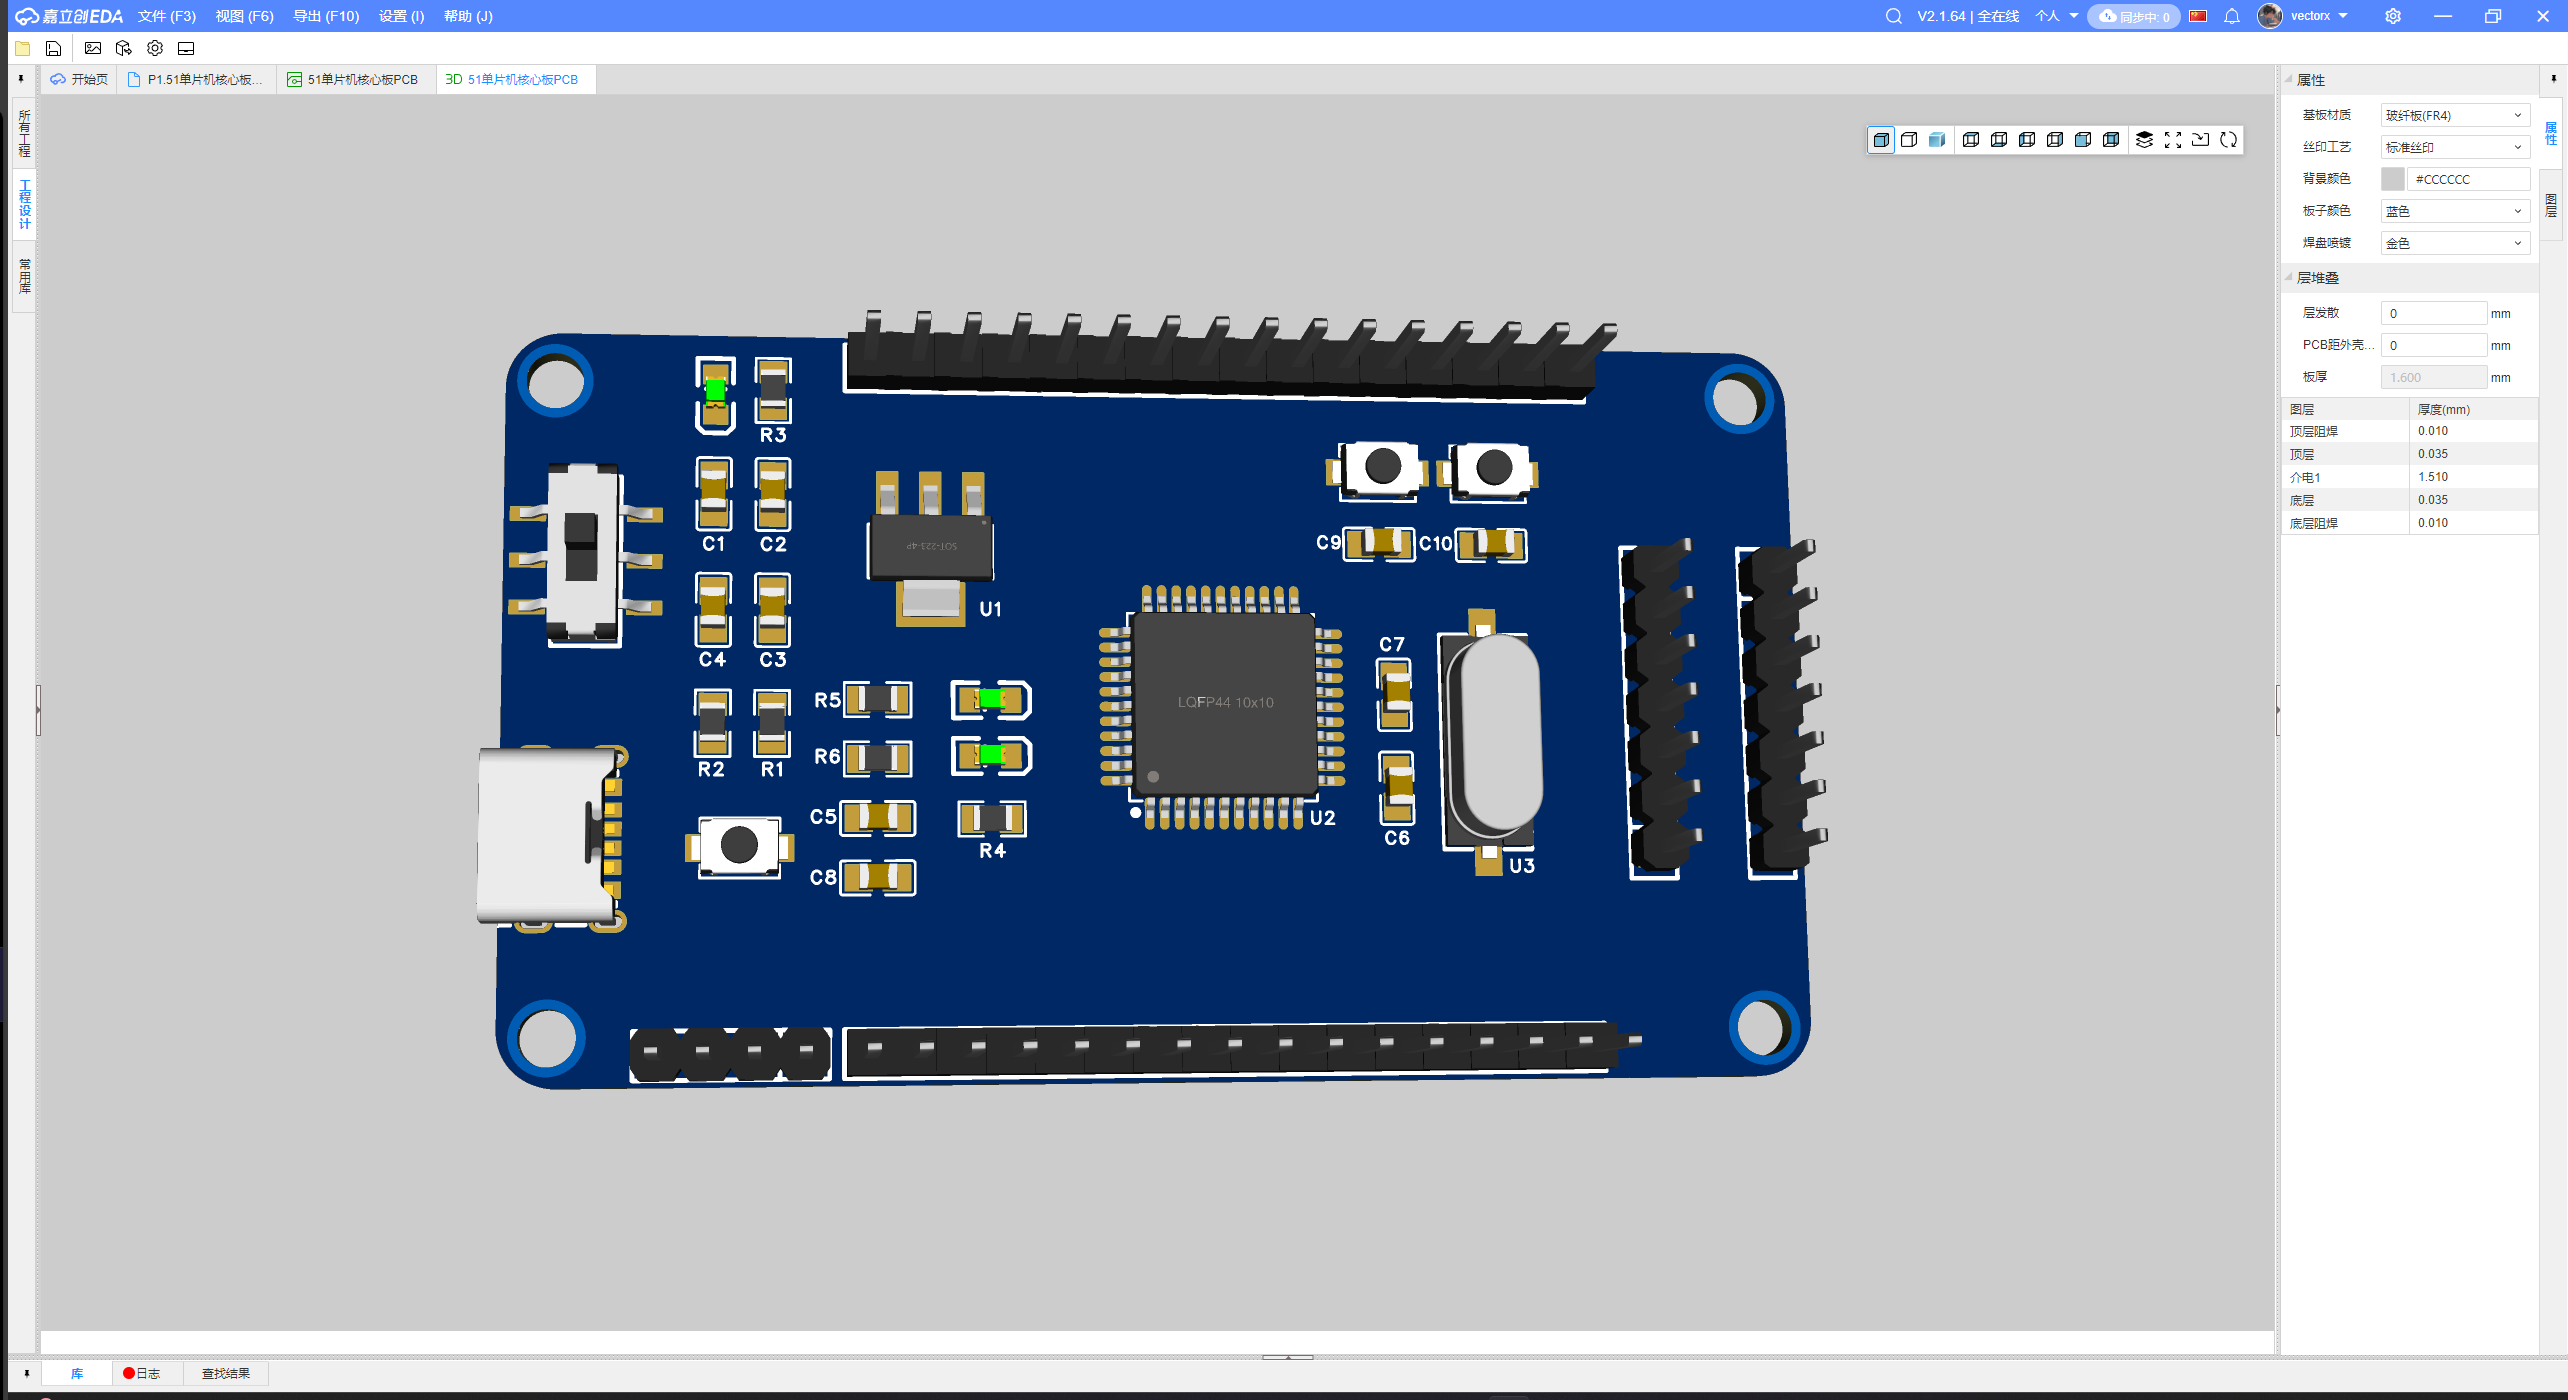 嘉立创EDA 文件 (F3) 视图 (F6) 导出 (F10) 设置 (I) 帮助 (J) V2.1.64 | 全在线 个人 同步中: 0 vectorx
开始页 P1.51单片机核心板... 51单片机核心板PCB 3D 51单片机核心板PCB
所有工程
工程设计
常用库
R3
C1 C2
C4 C3
R2 R1
SOT-223-4P
U1
R5
R6
C5
C8
R4
LQFP44 10x10
U2
C9 C10
C7
C6
U3
属性
基板材质 玻纤板(FR4)
丝印工艺 标准丝印
背景颜色 #CCCCCC
板子颜色 蓝色
焊盘喷镀 金色
层堆叠
层发散 0 mm
PCB距外壳... 0 mm
板厚 1.600 mm
图层 厚度(mm)
顶层阻焊 0.010
顶层 0.035
介电1 1.510
底层 0.035
底层阻焊 0.010
属性
图层
库 日志 查找结果